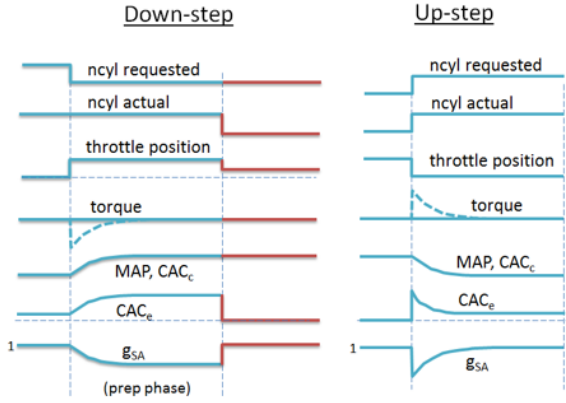 Down-step
ncyl requested
ncyl actual
throttle position
torque
MAP, CACc
CACe
1
gSA
(prep phase)
Up-step
ncyl requested
ncyl actual
throttle position
torque
MAP, CACc
CACe
1
gSA